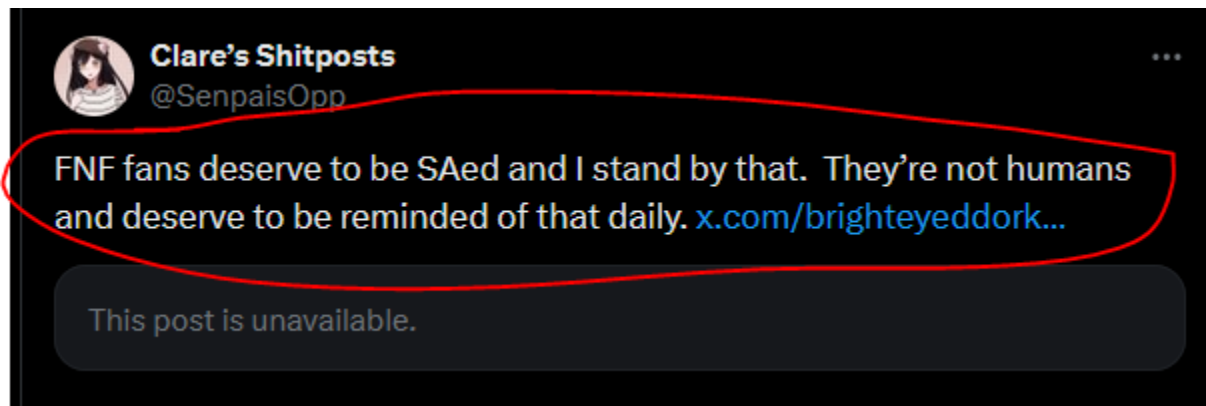 Clare's Shitposts
@SenpaisOpp
FNF fans deserve to be SAed and I stand by that.  They're not humans
and deserve to be reminded of that daily. x.com/brighteyeddork...
This post is unavailable.